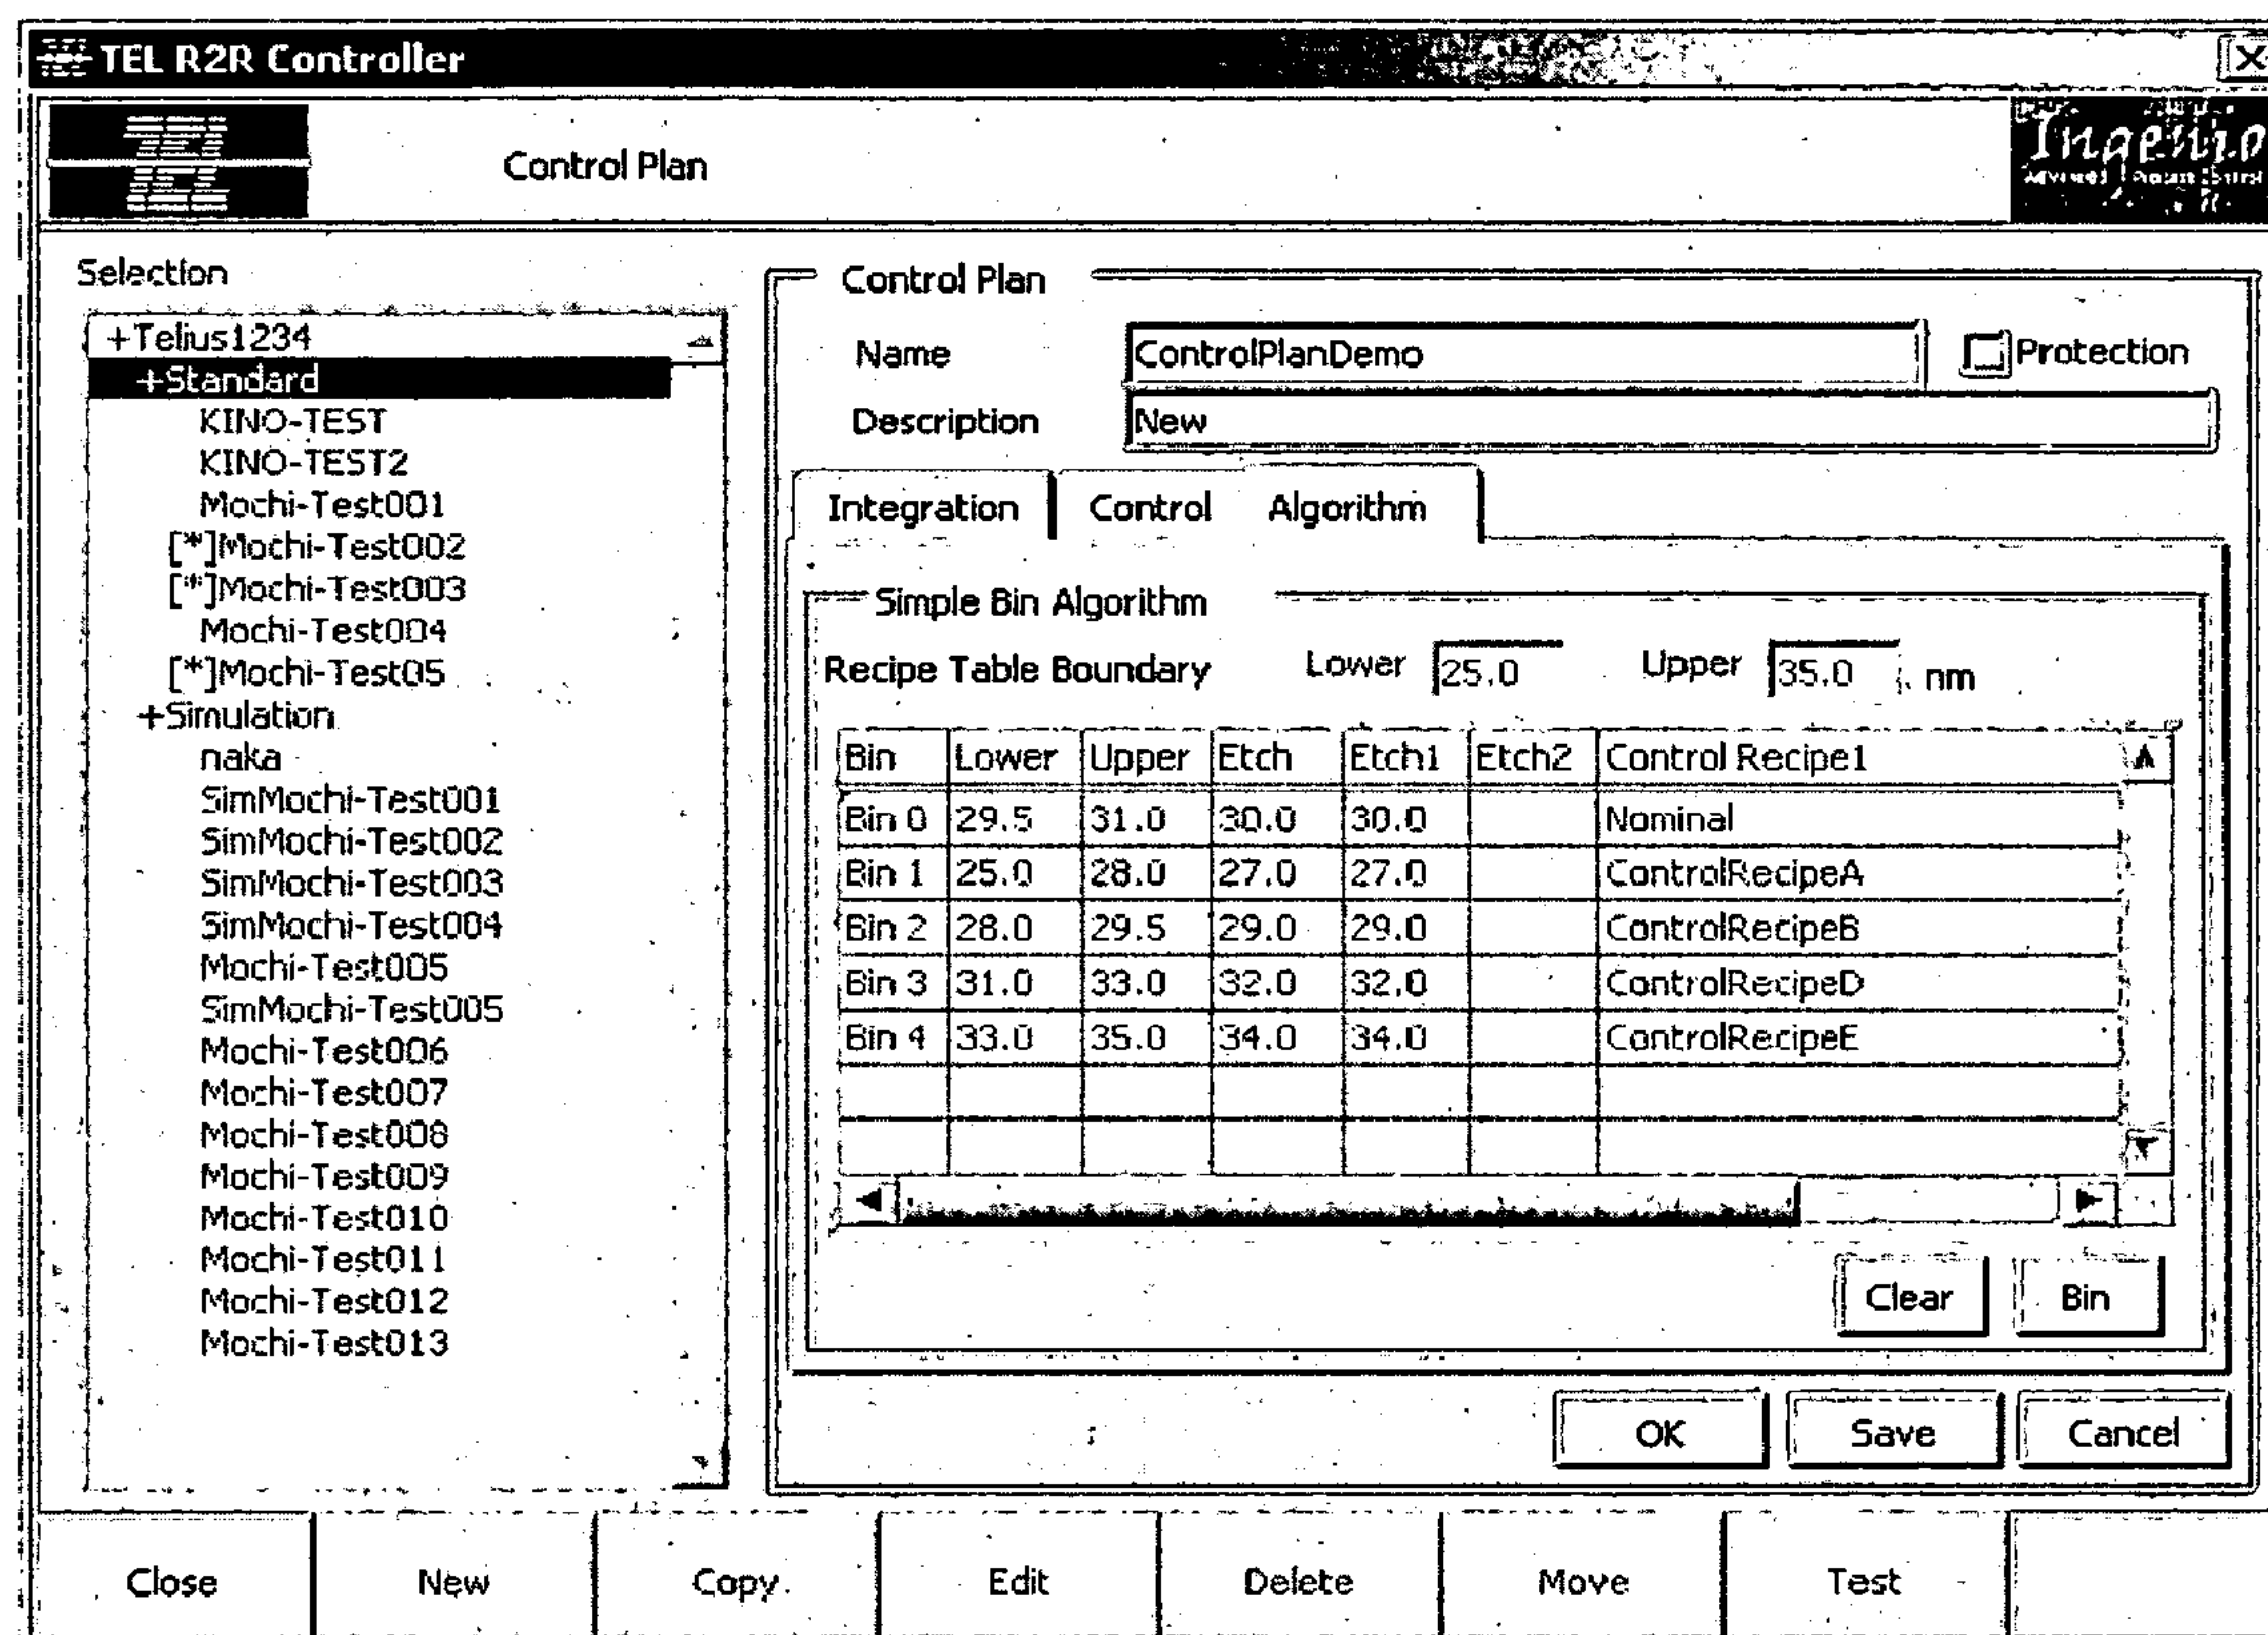 TEL R2R Controller
TEL
Control Plan
Ingenio
Selection
+Telius1234
+Standard
KINO-TEST
KINO-TEST2
Mochi-Test001
[*]Mochi-Test002
[*]Mochi-Test003
Mochi-Test004
[*]Mochi-Test05
+Simulation
naka
SimMochi-Test001
SimMochi-Test002
SimMochi-Test003
SimMochi-Test004
Mochi-Test005
SimMochi-Test005
Mochi-Test006
Mochi-Test007
Mochi-Test008
Mochi-Test009
Mochi-Test010
Mochi-Test011
Mochi-Test012
Mochi-Test013
Control Plan
Name ControlPlanDemo Protection
Description New
Integration Control Algorithm
Simple Bin Algorithm
Recipe Table Boundary Lower 25.0 Upper 35.0 nm
Bin Lower Upper Etch Etch1 Etch2 Control Recipe1
Bin 0 29.5 31.0 30.0 30.0 Nominal
Bin 1 25.0 28.0 27.0 27.0 ControlRecipeA
Bin 2 28.0 29.5 29.0 29.0 ControlRecipeB
Bin 3 31.0 33.0 32.0 32.0 ControlRecipeD
Bin 4 33.0 35.0 34.0 34.0 ControlRecipeE
Clear Bin
OK Save Cancel
Close New Copy Edit Delete Move Test